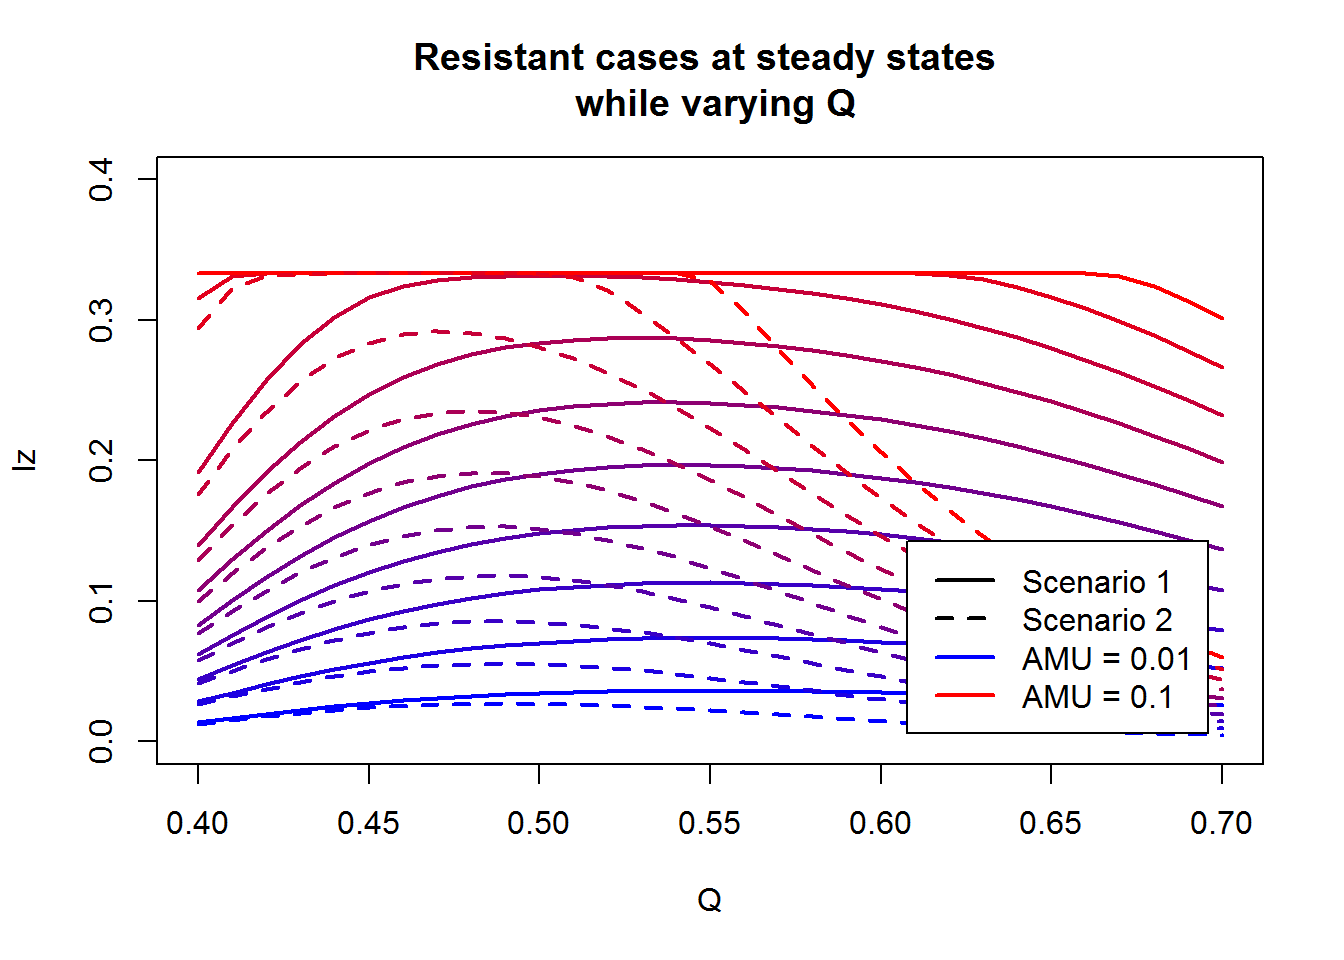 Resistant cases at steady states
while varying Q
0.4
0.3
0.2
0.1
0.0
Iz
Scenario 1
Scenario 2
AMU = 0.01
AMU = 0.1
0.40 0.45 0.50 0.55 0.60 0.65 0.70
Q